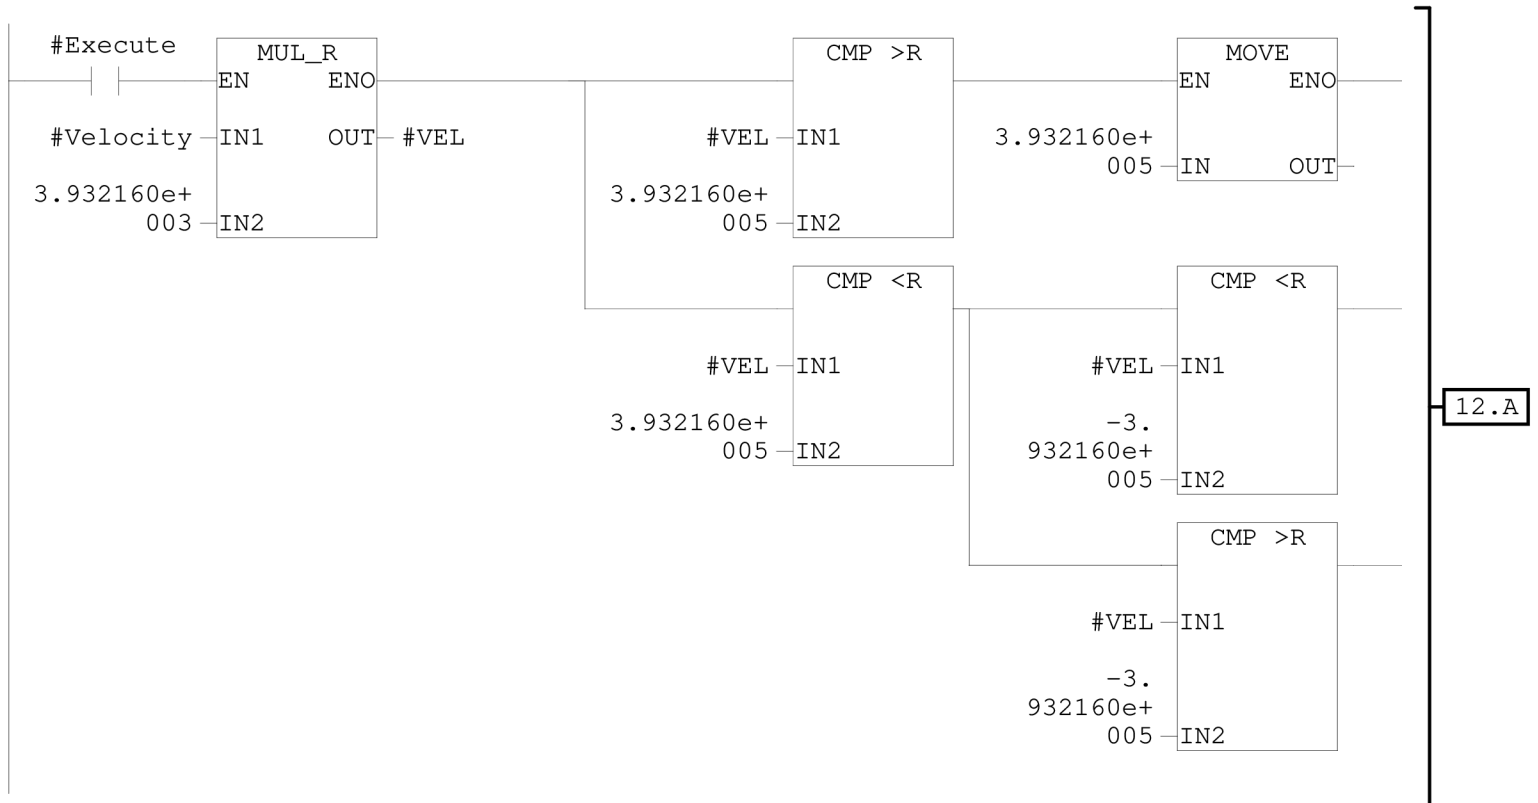 #Execute
MUL_R
EN ENO
#Velocity IN1 OUT #VEL
3.932160e+
003 IN2
CMP >R
#VEL IN1
3.932160e+
005 IN2
MOVE
EN ENO
3.932160e+
005 IN OUT
CMP <R
#VEL IN1
3.932160e+
005 IN2
CMP <R
#VEL IN1
-3.
932160e+
005 IN2
CMP >R
#VEL IN1
-3.
932160e+
005 IN2
12.A